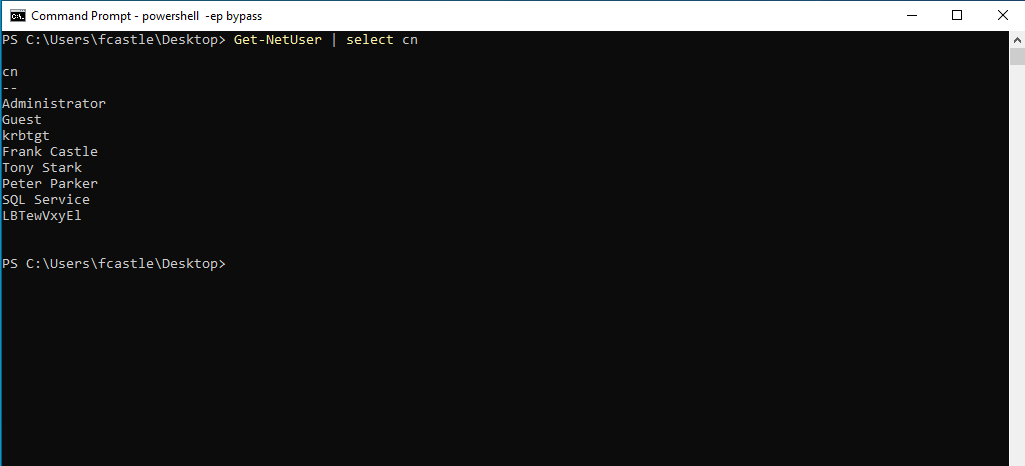 Command Prompt - powershell -ep bypass
PS C:\Users\fcastle\Desktop> Get-NetUser | select cn
cn
--
Administrator
Guest
krbtgt
Frank Castle
Tony Stark
Peter Parker
SQL Service
LBTewVxyEl
PS C:\Users\fcastle\Desktop>